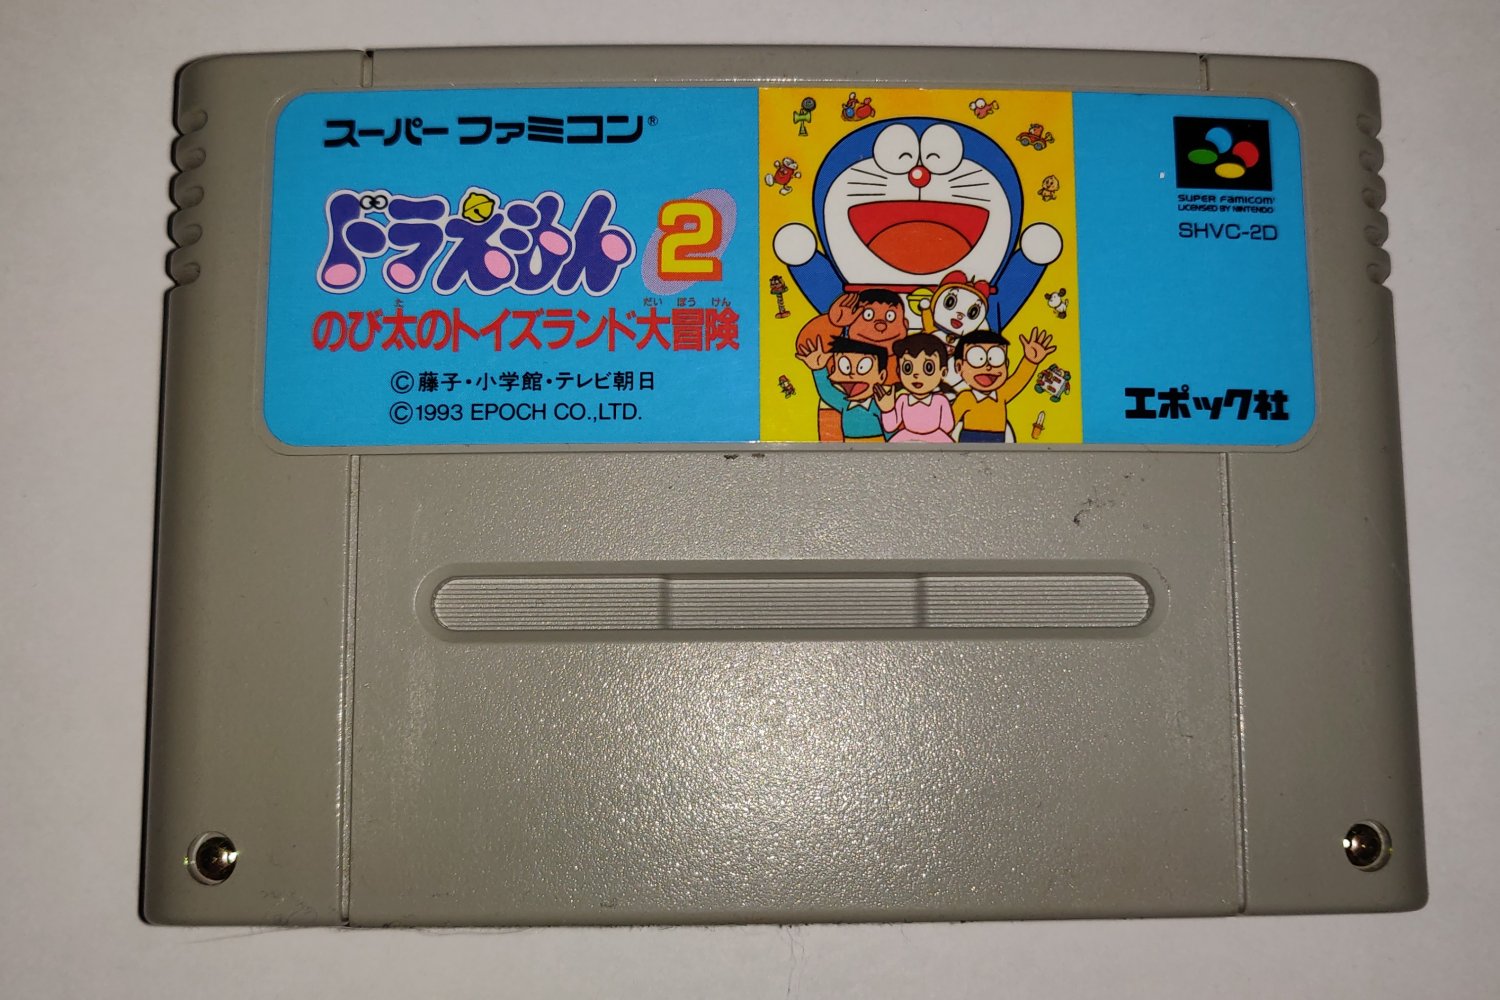 スーパー ファミコン®
ドラえもん2
た だい ぼう けん
のび太のトイズランド大冒険
©藤子・小学館・テレビ朝日
©1993 EPOCH CO.,LTD.
SUPER FAMICOM
LICENSED BY NINTENDO
SHVC-2D
エポック社